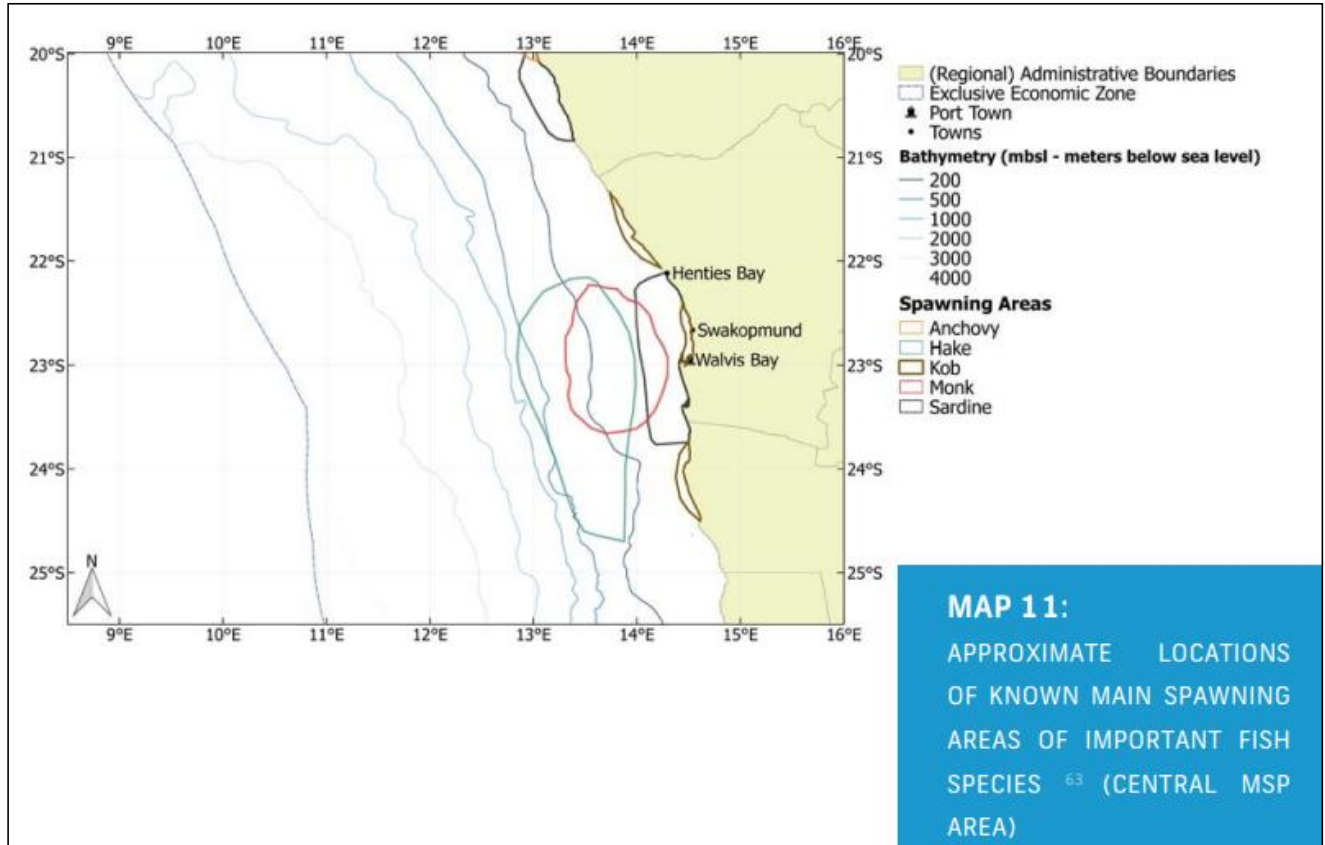 9°E 10°E 11°E 12°E 13°E 14°E 15°E 16°E
20°S 20°S
21°S 21°S
22°S 22°S
23°S 23°S
24°S 24°S
25°S 25°S
9°E 10°E 11°E 12°E 13°E 14°E 15°E 16°E
Henties Bay
Swakopmund
Walvis Bay
N
(Regional) Administrative Boundaries
Exclusive Economic Zone
Port Town
Towns
Bathymetry (mbsl - meters below sea level)
200
500
1000
2000
3000
4000
Spawning Areas
Anchovy
Hake
Kob
Monk
Sardine
MAP 11:
APPROXIMATE LOCATIONS
OF KNOWN MAIN SPAWNING
AREAS OF IMPORTANT FISH
SPECIES 63 (CENTRAL MSP
AREA)